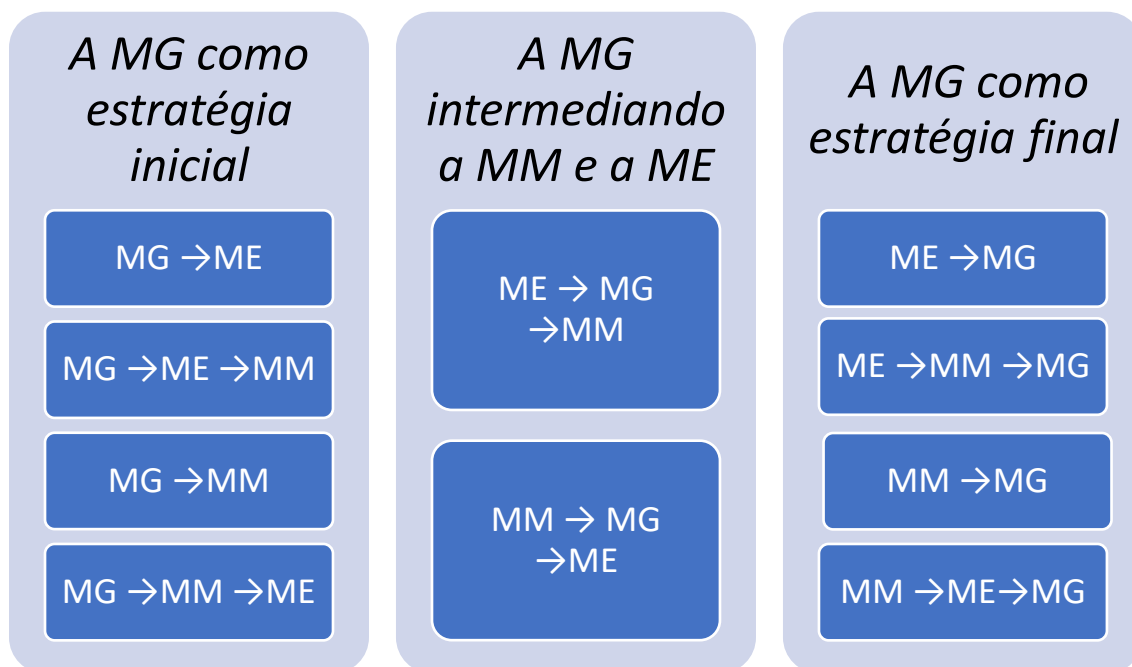 A MG como
estratégia
inicial
MG →ME
MG →ME →MM
MG →MM
MG →MM →ME
A MG
intermediando
a MM e a ME
ME → MG
→MM
MM → MG
→ME
A MG como
estratégia final
ME →MG
ME →MM →MG
MM →MG
MM →ME→MG